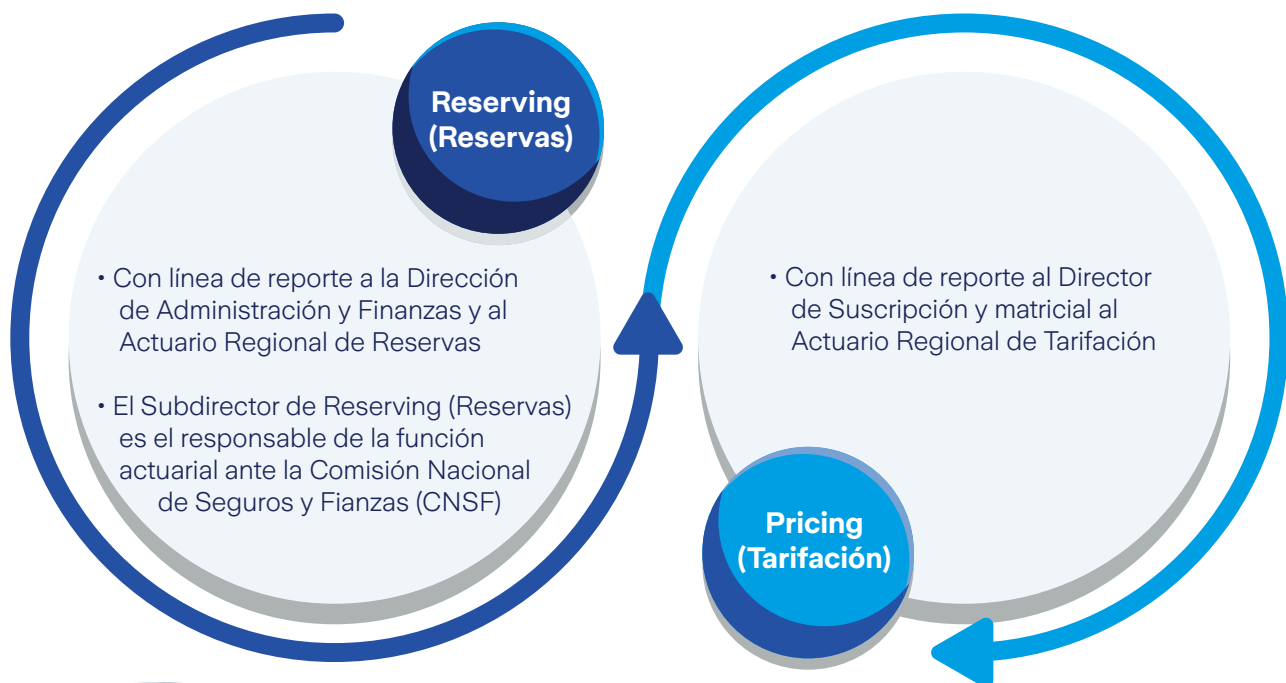 Reserving
(Reservas)
• Con línea de reporte a la Dirección
de Administración y Finanzas y al
Actuario Regional de Reservas
• El Subdirector de Reserving (Reservas)
es el responsable de la función
actuarial ante la Comisión Nacional
de Seguros y Fianzas (CNSF)
• Con línea de reporte al Director
de Suscripción y matricial al
Actuario Regional de Tarifación
Pricing
(Tarifación)